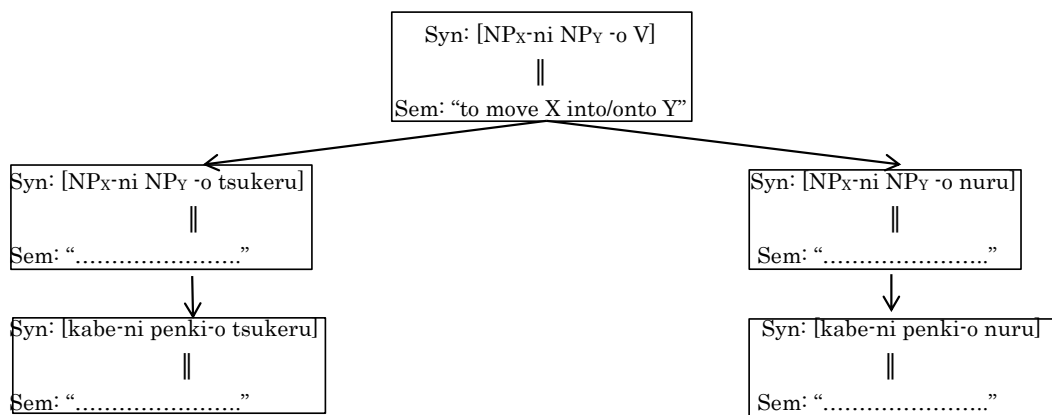 Syn: [NPX-ni NPY -o V]
‖
Sem: “to move X into/onto Y”
Syn: [NPX-ni NPY -o tsukeru]
‖
Sem: “…………………..”
Syn: [NPX-ni NPY -o nuru]
‖
Sem: “…………………..”
Syn: [kabe-ni penki-o tsukeru]
‖
Sem: “…………………..”
Syn: [kabe-ni penki-o nuru]
‖
Sem: “…………………..”